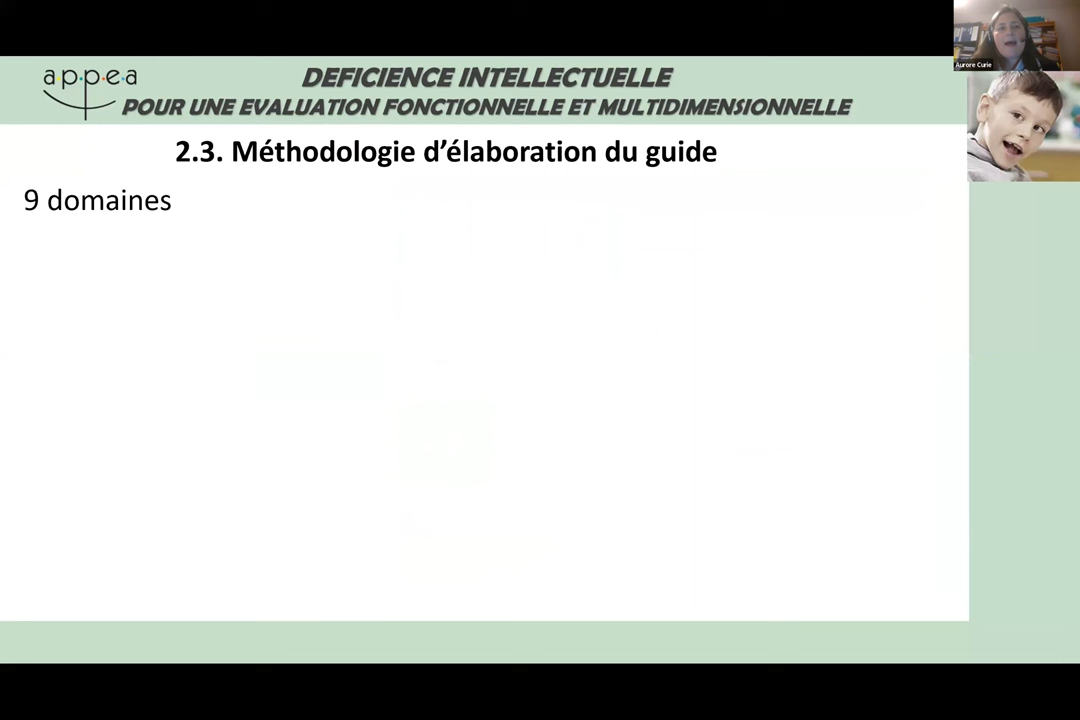 appea
DEFICIENCE INTELLECTUELLE
POUR UNE EVALUATION FONCTIONNELLE ET MULTIDIMENSIONNELLE
Aurore Curie
2.3. Méthodologie d’élaboration du guide
9 domaines